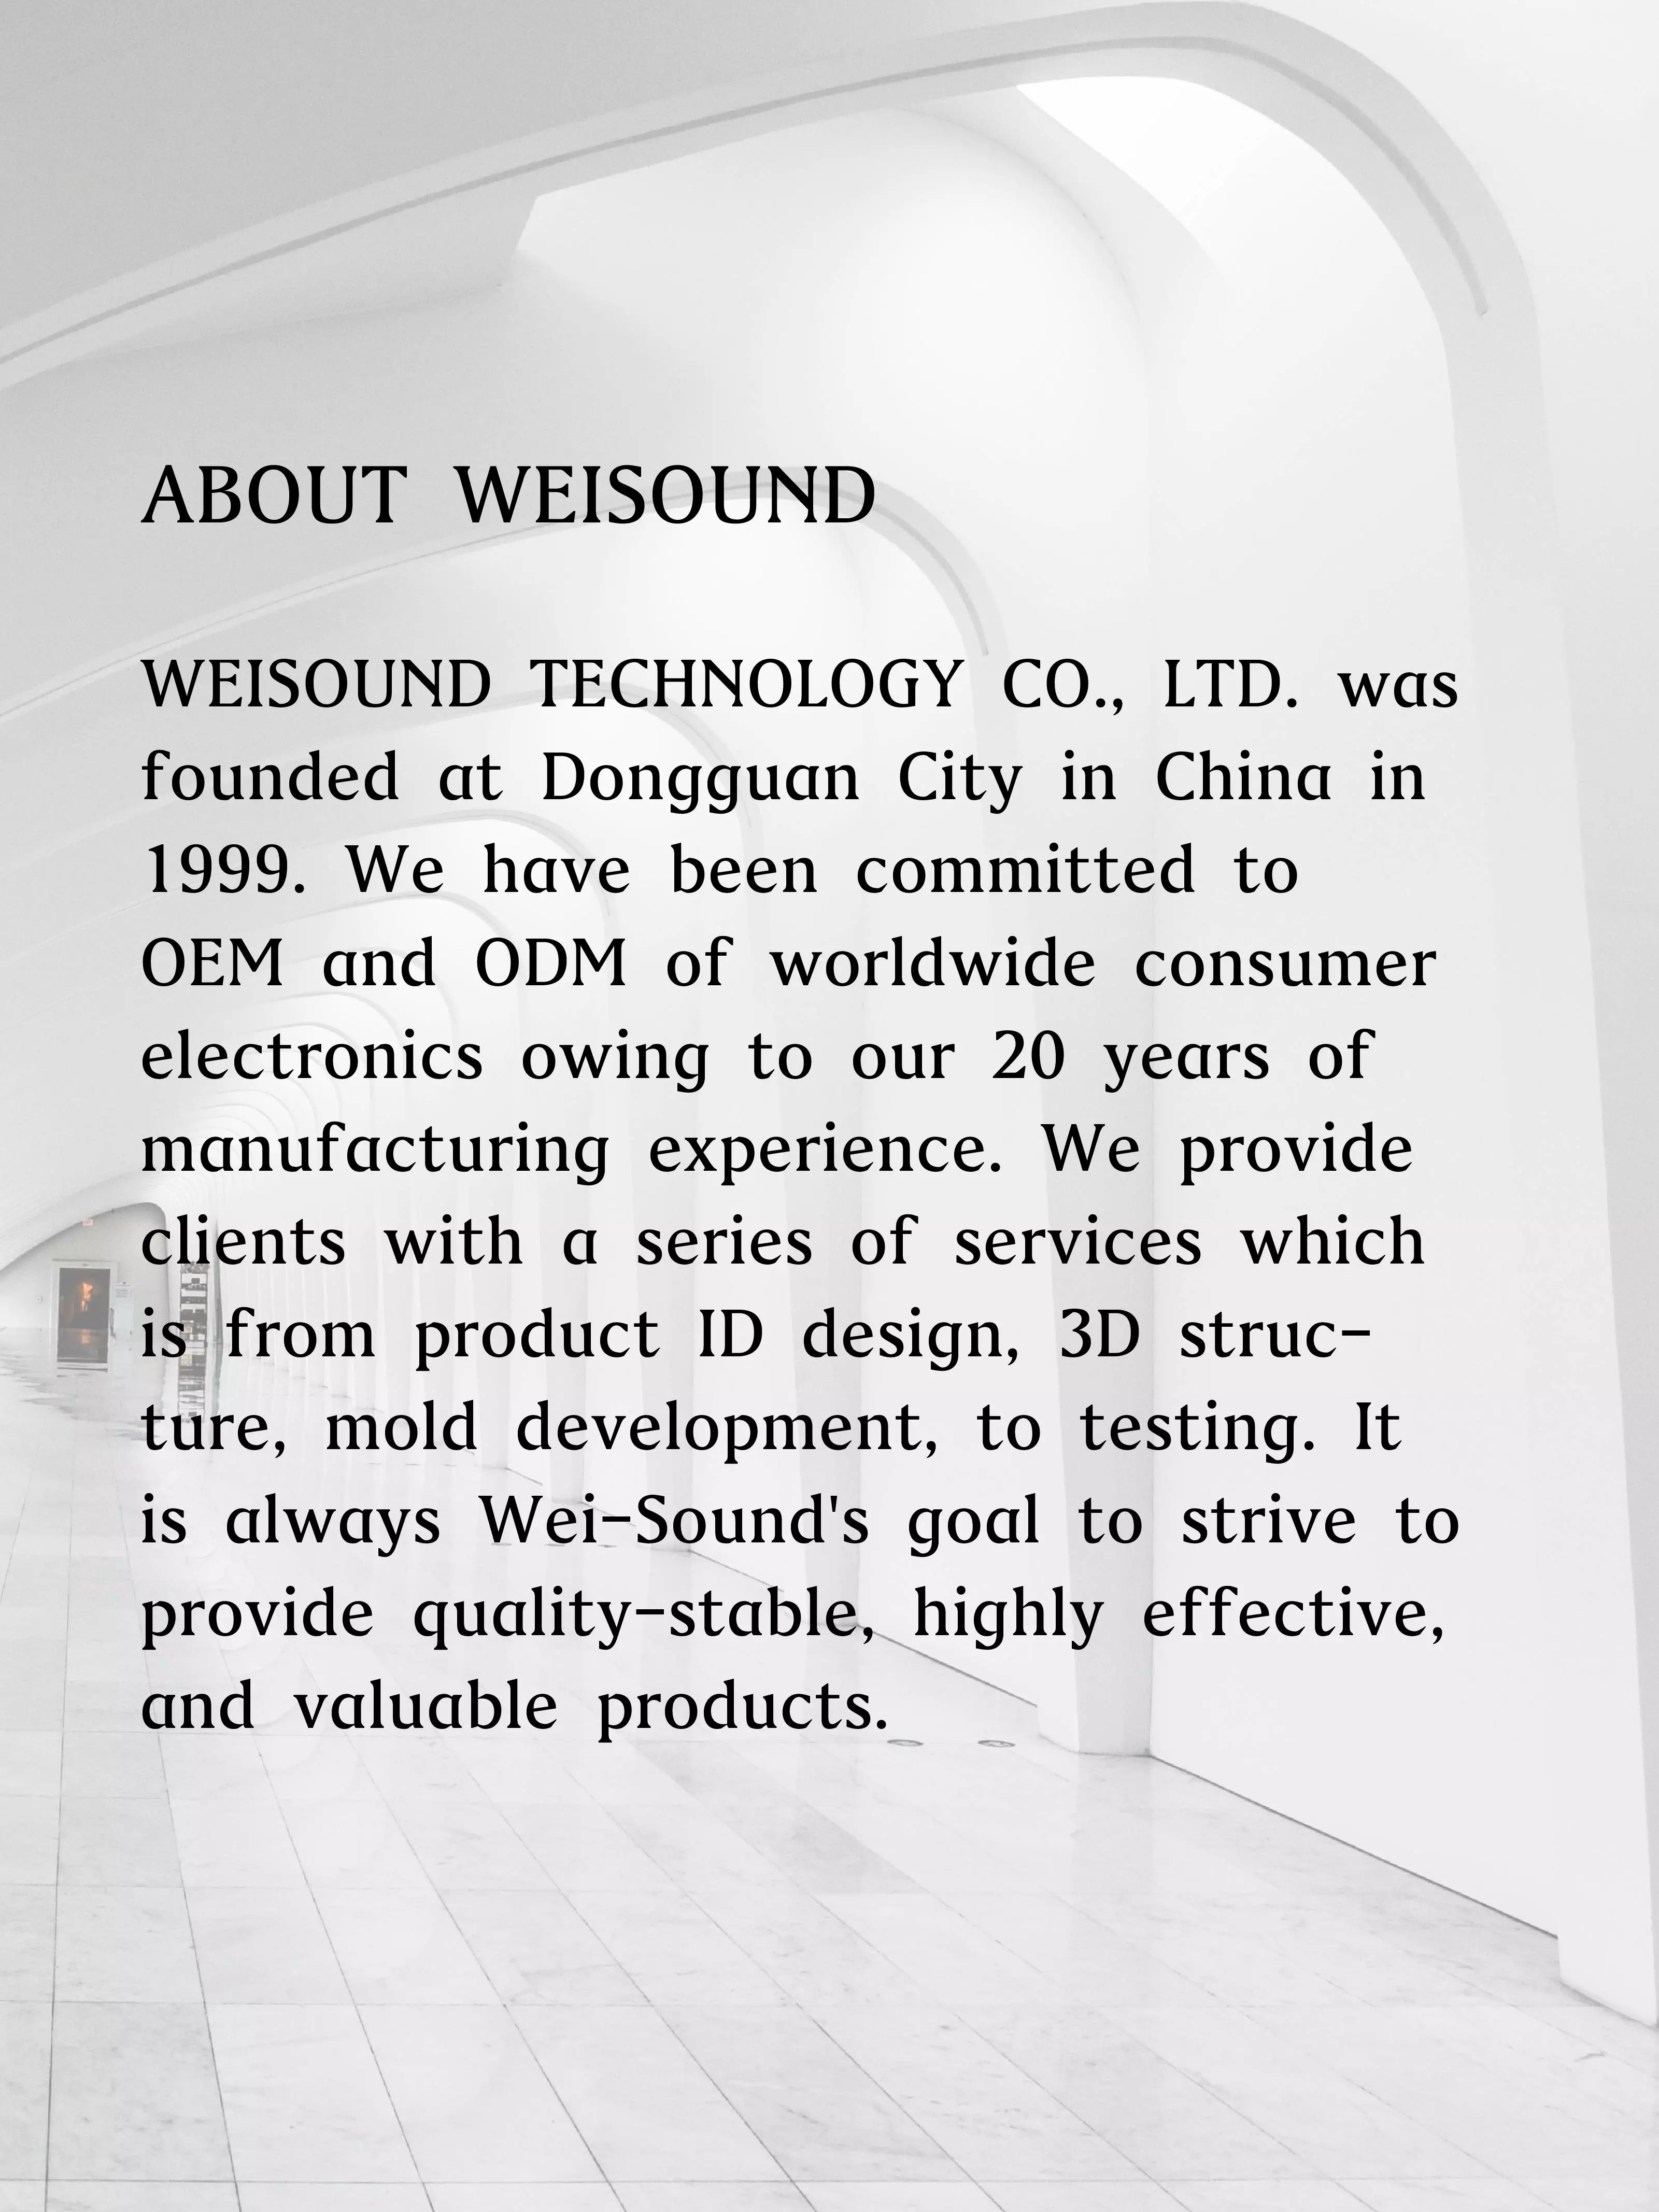 ABOUT WEISOUND
WEISOUND TECHNOLOGY CO., LTD. was
founded at Dongguan City in China in
1999. We have been committed to
OEM and ODM of worldwide consumer
electronics owing to our 20 years of
manufacturing experience. We provide
clients with a series of services which
is from product ID design, 3D struc-
ture, mold development, to testing. It
is always Wei-Sound's goal to strive to
provide quality-stable, highly effective,
and valuable products.